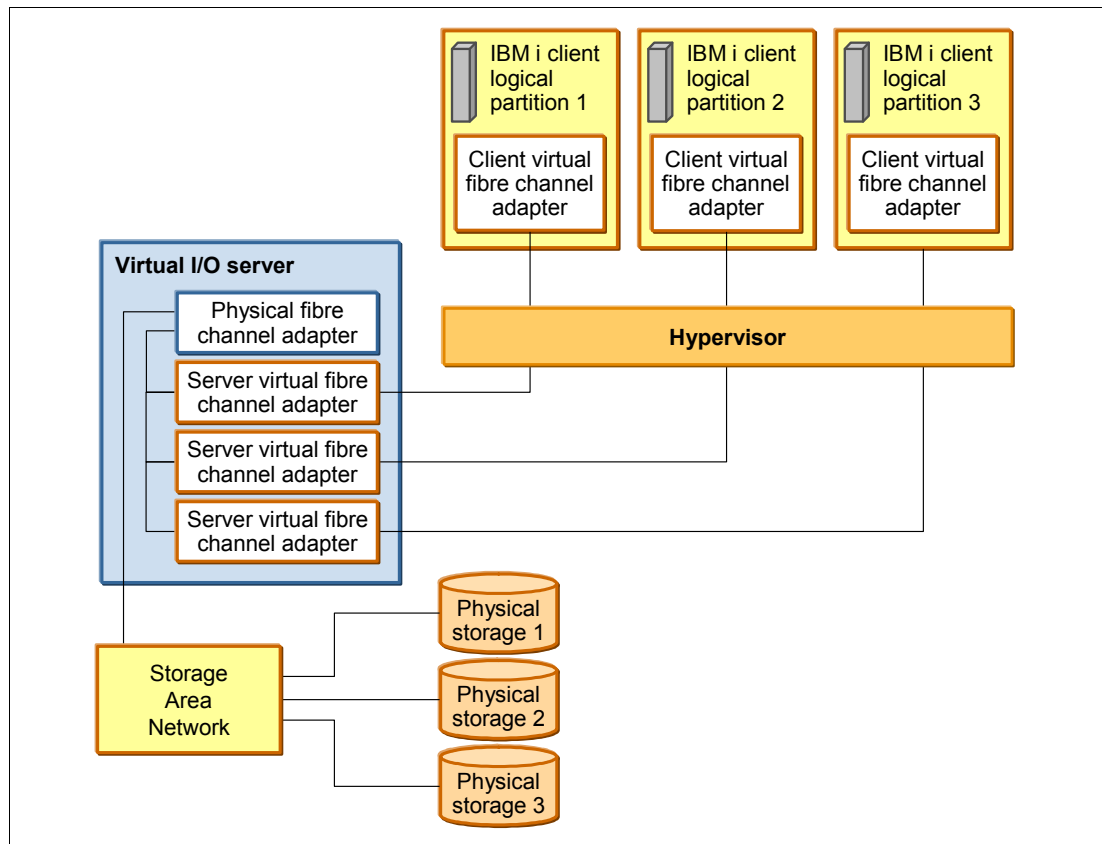 IBM i client
logical
partition 1
IBM i client
logical
partition 2
IBM i client
logical
partition 3
Client virtual
fibre channel
adapter
Client virtual
fibre channel
adapter
Client virtual
fibre channel
adapter
Virtual I/O server
Physical fibre
channel adapter
Hypervisor
Server virtual fibre
channel adapter
Server virtual fibre
channel adapter
Server virtual fibre
channel adapter
Physical
storage 1
Storage
Area
Network
Physical
storage 2
Physical
storage 3